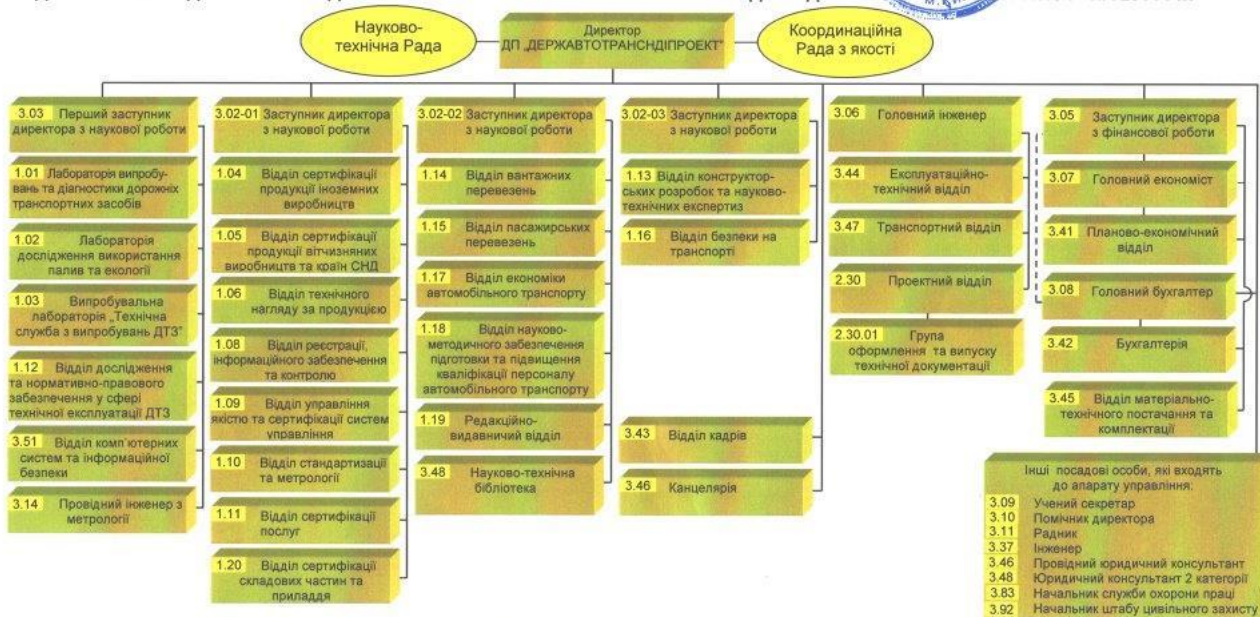 Науково-
технічна Рада
Директор
ДП „ДЕРЖАВТОТРАНСНДІПРОЕКТ"
Координаційна
Рада з якості
3.03 Перший заступник
директора з наукової роботи
1.01 Лабораторія випробу-
вань та діагностики дорожніх
транспортних засобів
1.02 Лабораторія
дослідження використання
палив та екології
1.03 Випробувальна
лабораторія „Технічна
служба з випробувань ДТЗ"
1.12 Відділ дослідження
та нормативно-правового
забезпечення у сфері
технічної експлуатації ДТЗ
3.51 Відділ комп'ютерних
систем та інформаційної
безпеки
3.14 Провідний інженер з
метрології
3.02-01 Заступник директора
з наукової роботи
1.04 Відділ сертифікації
продукції іноземних
виробництв
1.05 Відділ сертифікації
продукції вітчизняних
виробництв та країн СНД
1.06 Відділ технічного
нагляду за продукцією
1.08 Відділ реєстрації,
інформаційного забезпечення
та контролю
1.09 Відділ управління
якістю та сертифікації систем
управління
1.10 Відділ стандартизації
та метрології
1.11 Відділ сертифікації
послуг
1.20 Відділ сертифікації
складових частин та
приладдя
3.02-02 Заступник директора
з наукової роботи
1.14 Відділ вантажних
перевезень
1.15 Відділ пасажирських
перевезень
1.17 Відділ економіки
автомобільного транспорту
1.18 Відділ науково-
методичного забезпечення
підготовки та підвищення
кваліфікації персоналу
автомобільного транспорту
1.19 Редакційно-
видавничий відділ
3.48 Науково-технічна
бібліотека
3.02-03 Заступник директора
з наукової роботи
1.13 Відділ конструктор-
ських розробок та науково-
технічних експертиз
1.16 Відділ безпеки на
транспорті
3.43 Відділ кадрів
3.46 Канцелярія
3.06 Головний інженер
3.44 Експлуатаційно-
технічний відділ
3.47 Транспортний відділ
2.30 Проектний відділ
2.30.01 Група
оформлення та випуску
технічної документації
3.05 Заступник директора
з фінансової роботи
3.07 Головний економіст
3.41 Планово-економічний
відділ
3.08 Головний бухгалтер
3.42 Бухгалтерія
3.45 Відділ матеріально-
технічного постачання та
комплектації
Інші посадові особи, які входять
до апарату управління:
3.09 Учений секретар
3.10 Помічник директора
3.11 Радник
3.37 Інженер
3.46 Провідний юридичний консультант
3.48 Юридичний консультант 2 категорії
3.83 Начальник служби охорони праці
3.92 Начальник штабу цивільного захисту